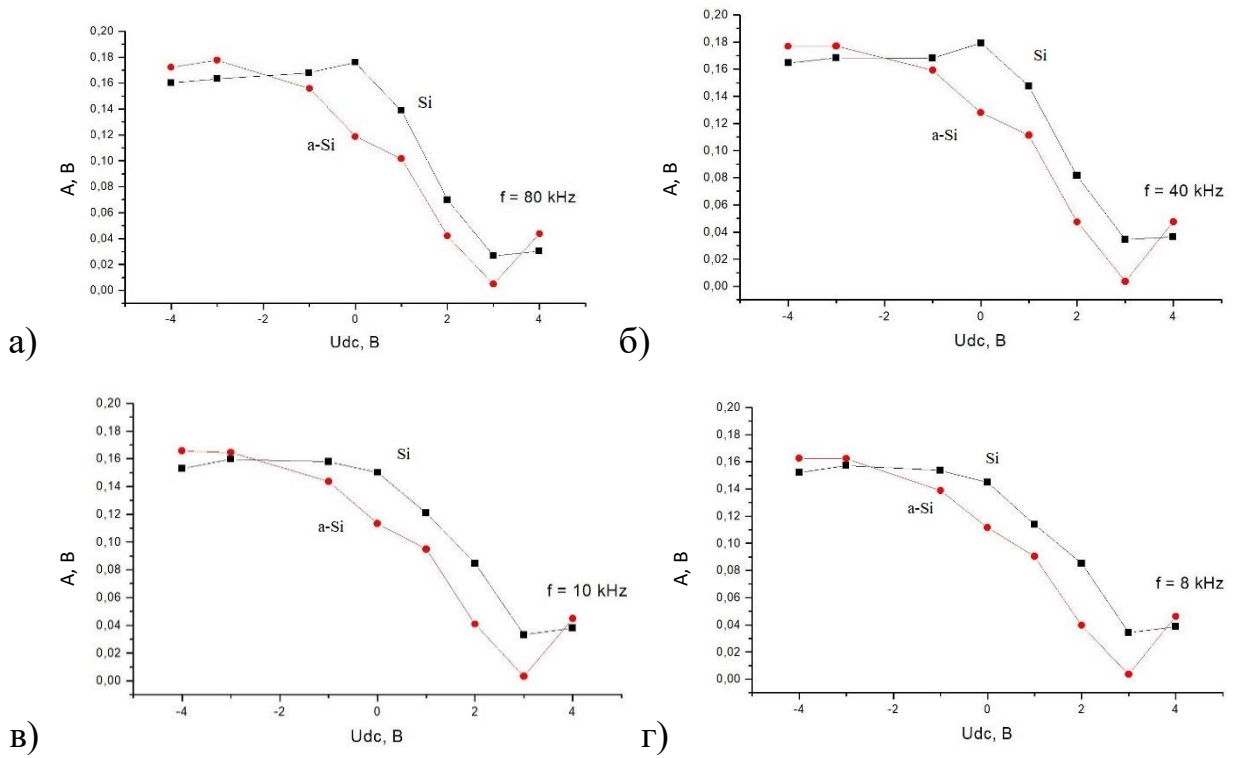 0,20
0,18
0,16
0,14
0,12
0,10
0,08
0,06
0,04
0,02
0,00
A, B
Si
a-Si
f = 80 kHz
-4 -2 0 2 4
Udc, B
а)
0,20
0,18
0,16
0,14
0,12
0,10
0,08
0,06
0,04
0,02
0,00
A, B
Si
a-Si
f = 40 kHz
-4 -2 0 2 4
Udc, B
б)
0,20
0,18
0,16
0,14
0,12
0,10
0,08
0,06
0,04
0,02
0,00
A, B
Si
a-Si
f = 10 kHz
-4 -2 0 2 4
Udc, B
в)
0,20
0,18
0,16
0,14
0,12
0,10
0,08
0,06
0,04
0,02
0,00
A, B
Si
a-Si
f = 8 kHz
-4 -2 0 2 4
Udc, B
г)